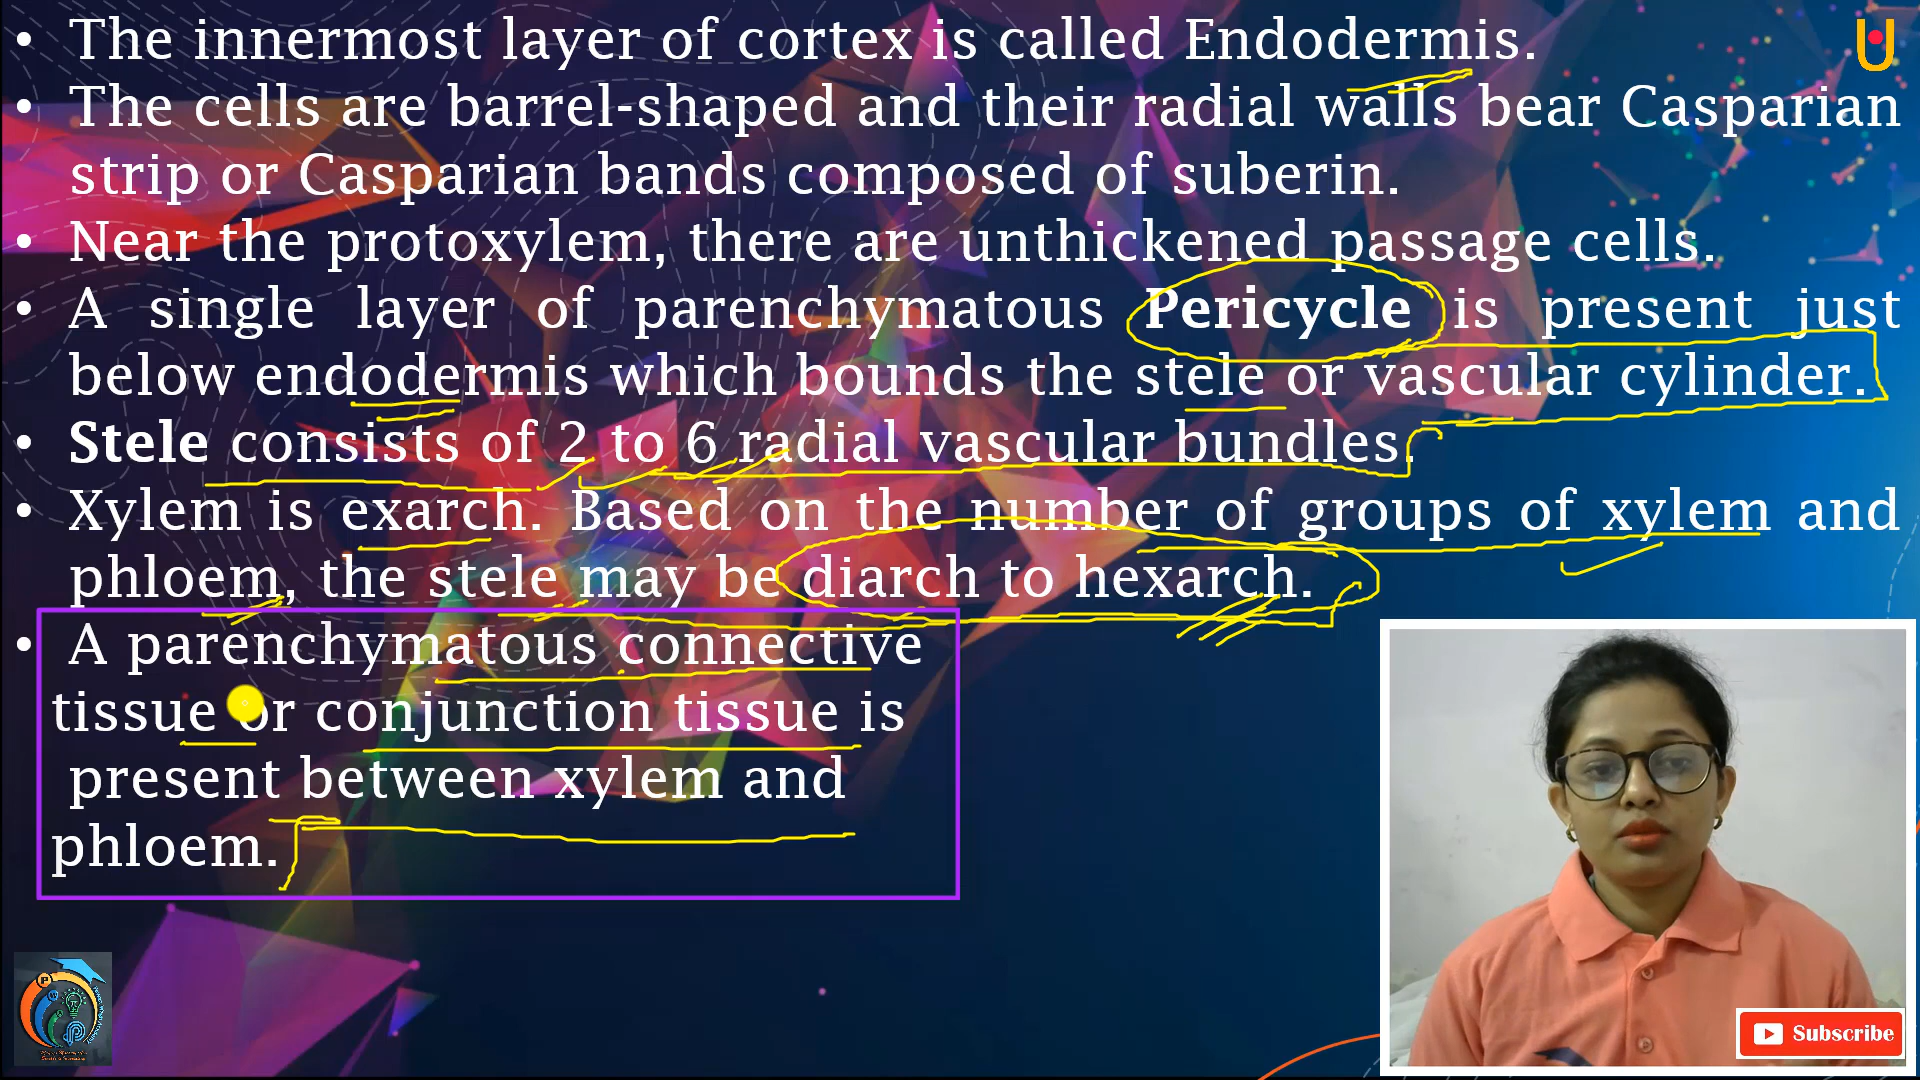 • The innermost layer of cortex is called Endodermis.
• The cells are barrel-shaped and their radial walls bear Casparian
strip or Casparian bands composed of suberin.
• Near the protoxylem, there are unthickened passage cells.
• A single layer of parenchymatous Pericycle is present just
below endodermis which bounds the stele or vascular cylinder.
• Stele consists of 2 to 6 radial vascular bundles.
• Xylem is exarch. Based on the number of groups of xylem and
phloem, the stele may be diarch to hexarch.
• A parenchymatous connective
tissue or conjunction tissue is
present between xylem and
phloem.
Subscribe